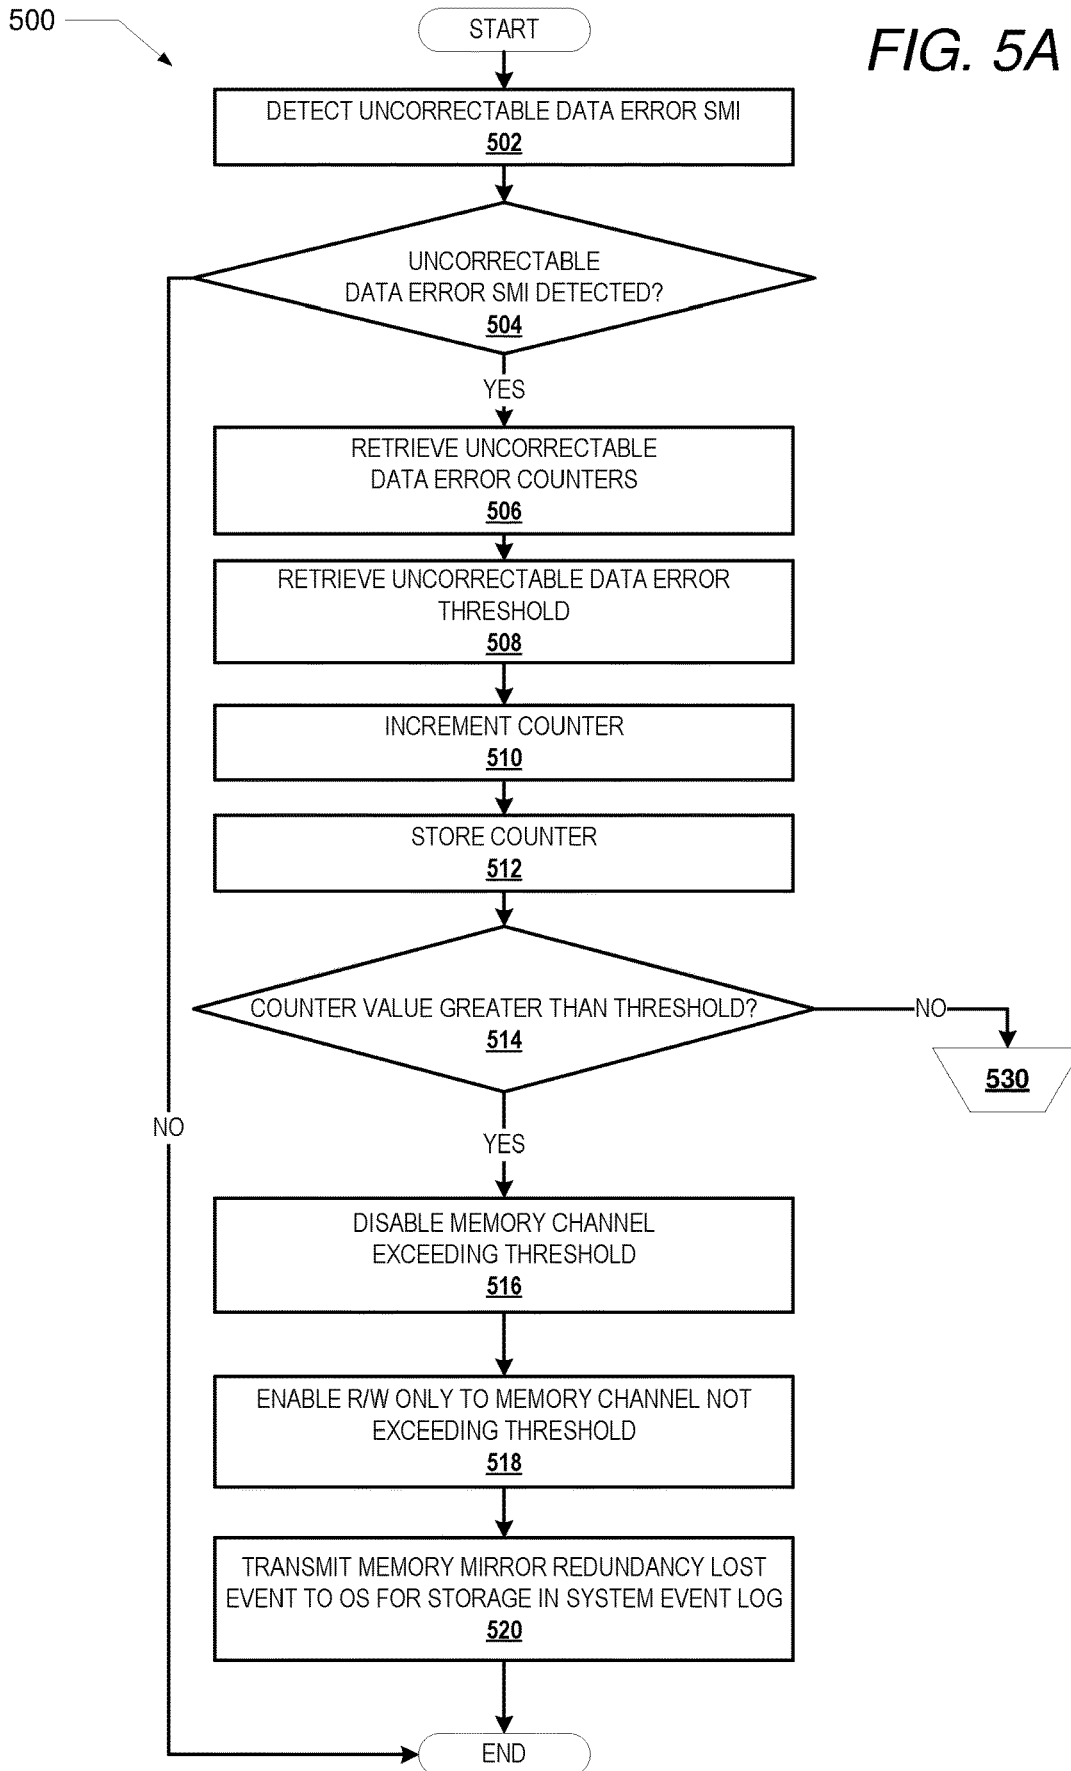 500
START
FIG. 5A
DETECT UNCORRECTABLE DATA ERROR SMI
502
UNCORRECTABLE
DATA ERROR SMI DETECTED?
504
YES
RETRIEVE UNCORRECTABLE
DATA ERROR COUNTERS
506
RETRIEVE UNCORRECTABLE DATA ERROR
THRESHOLD
508
INCREMENT COUNTER
510
STORE COUNTER
512
COUNTER VALUE GREATER THAN THRESHOLD?
514
NO
530
NO
YES
DISABLE MEMORY CHANNEL
EXCEEDING THRESHOLD
516
ENABLE R/W ONLY TO MEMORY CHANNEL NOT
EXCEEDING THRESHOLD
518
TRANSMIT MEMORY MIRROR REDUNDANCY LOST
EVENT TO OS FOR STORAGE IN SYSTEM EVENT LOG
520
END